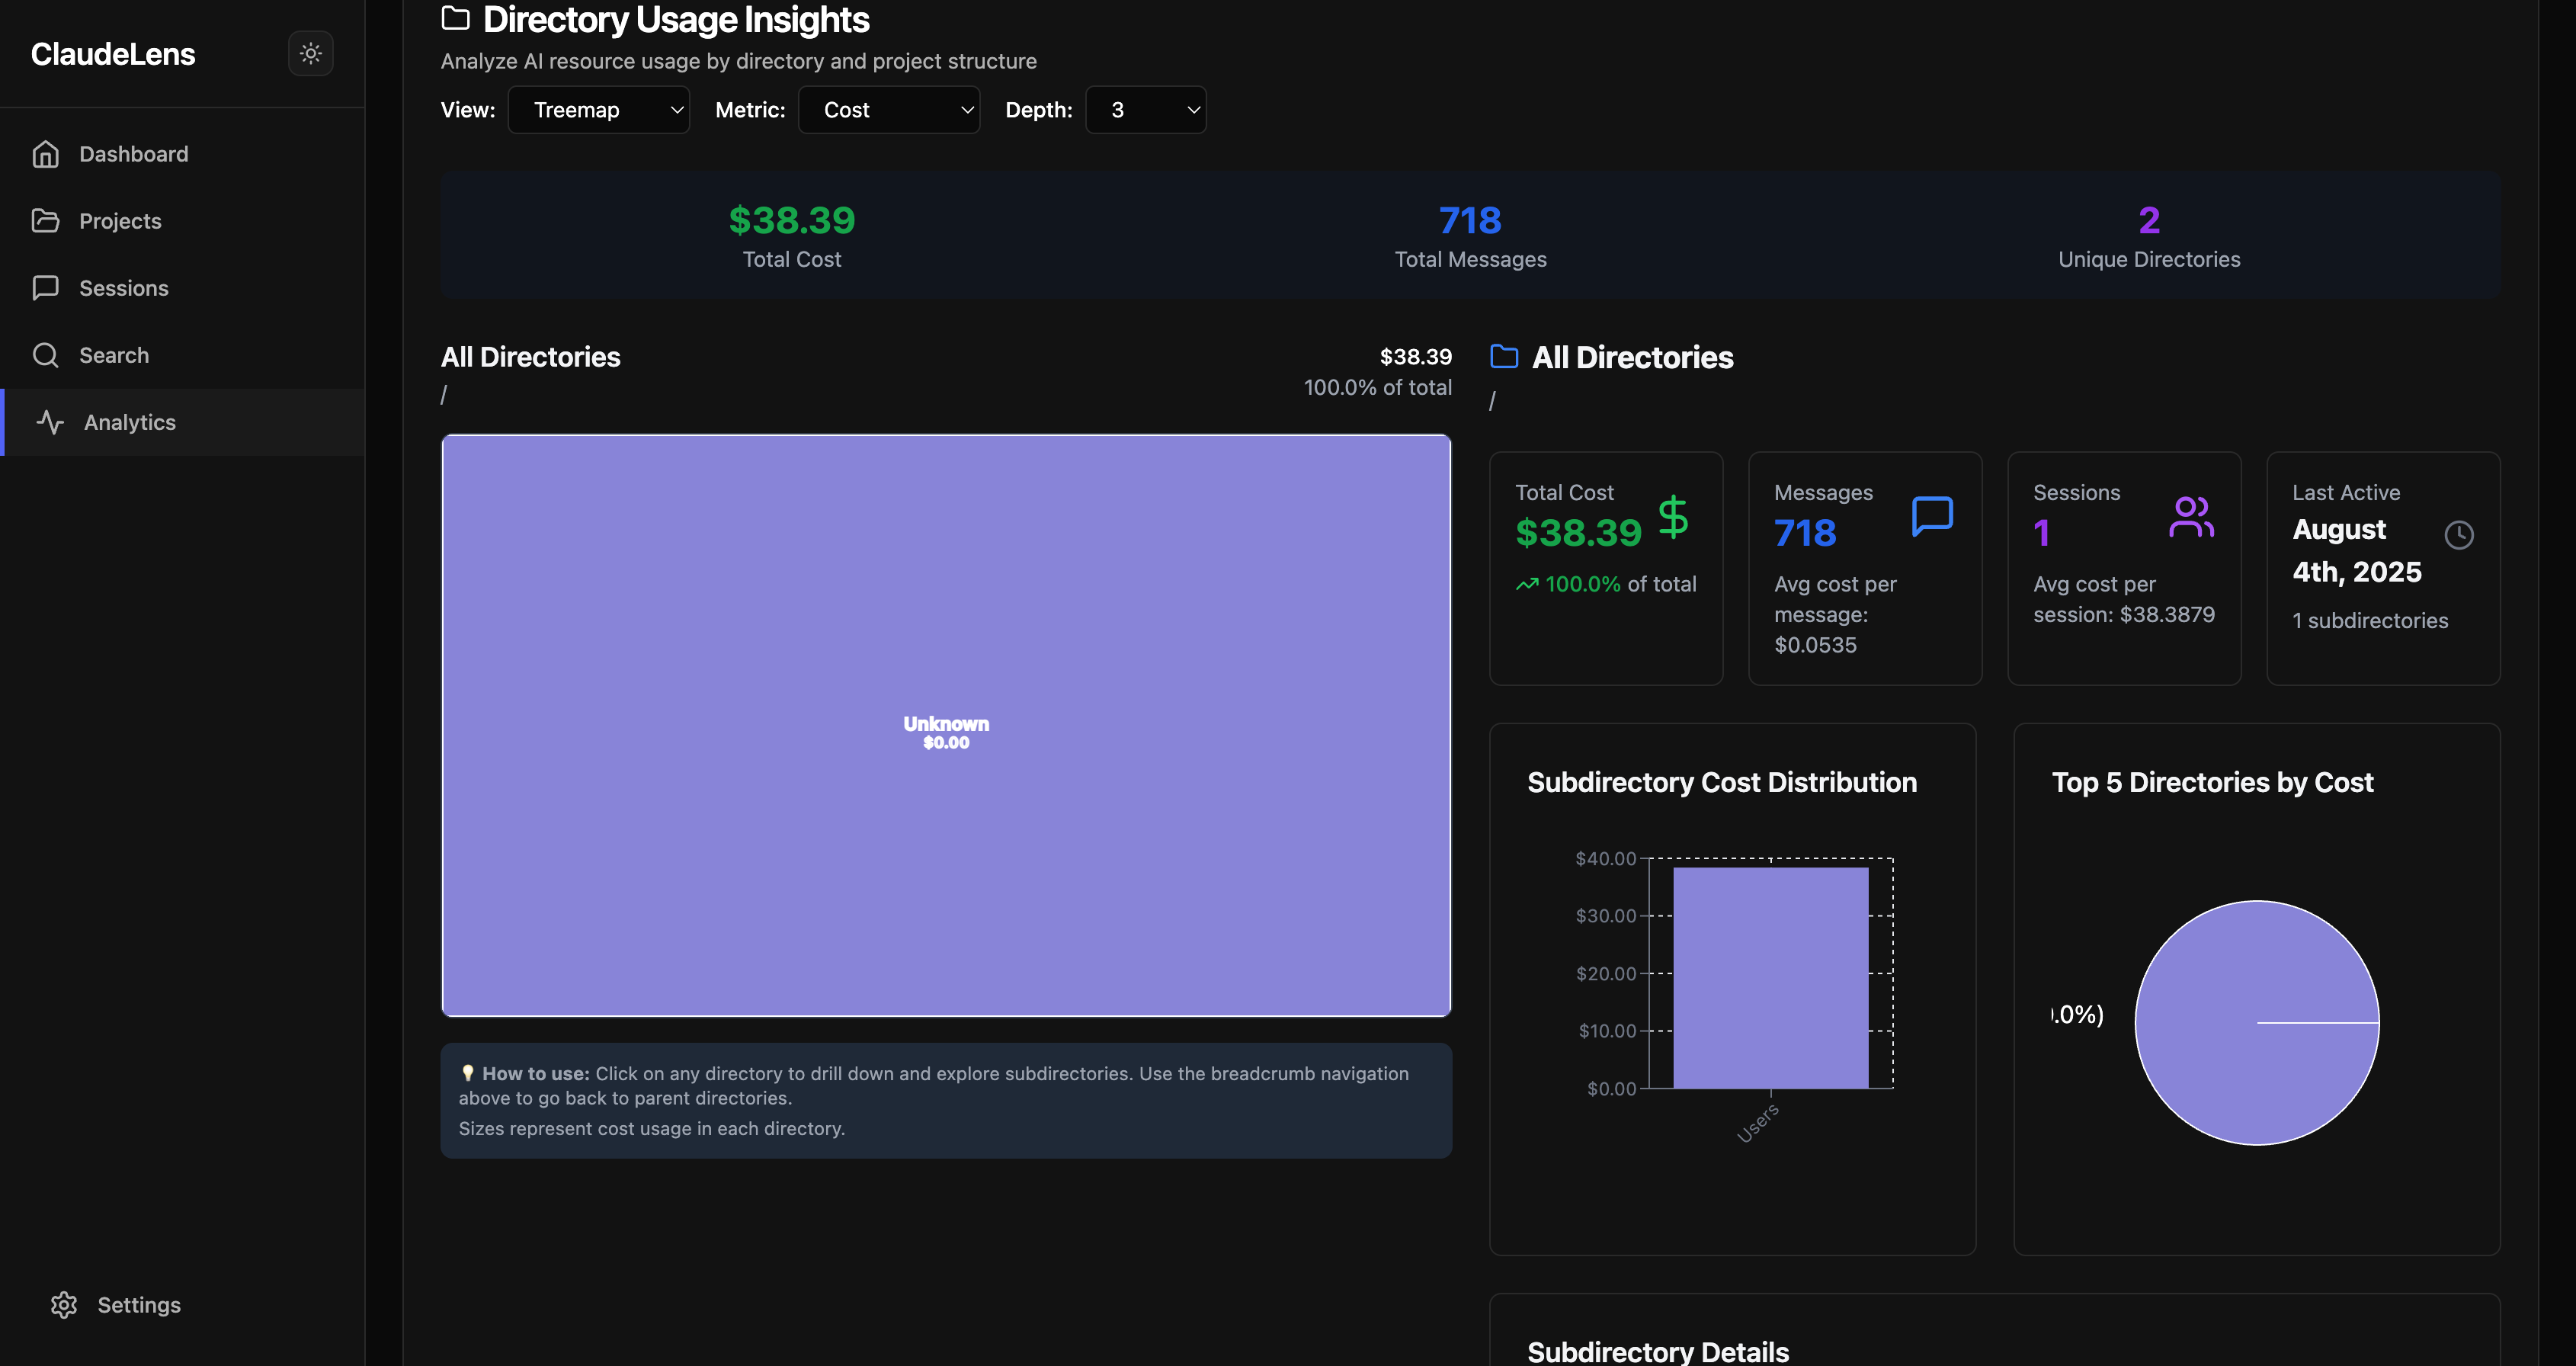 ClaudeLens
Dashboard
Projects
Sessions
Search
Analytics
Settings
Directory Usage Insights
Analyze AI resource usage by directory and project structure
View: Treemap Metric: Cost Depth: 3
$38.39
Total Cost
718
Total Messages
2
Unique Directories
All Directories
/
$38.39
100.0% of total
Unknown
$0.00
How to use: Click on any directory to drill down and explore subdirectories. Use the breadcrumb navigation
above to go back to parent directories.
Sizes represent cost usage in each directory.
All Directories
/
Total Cost
$38.39
100.0% of total
Messages
718
Avg cost per
message:
$0.0535
Sessions
1
Avg cost per
session: $38.3879
Last Active
August
4th, 2025
1 subdirectories
Subdirectory Cost Distribution
$40.00
$30.00
$20.00
$10.00
$0.00
Users
Top 5 Directories by Cost
.0%)
Subdirectory Details